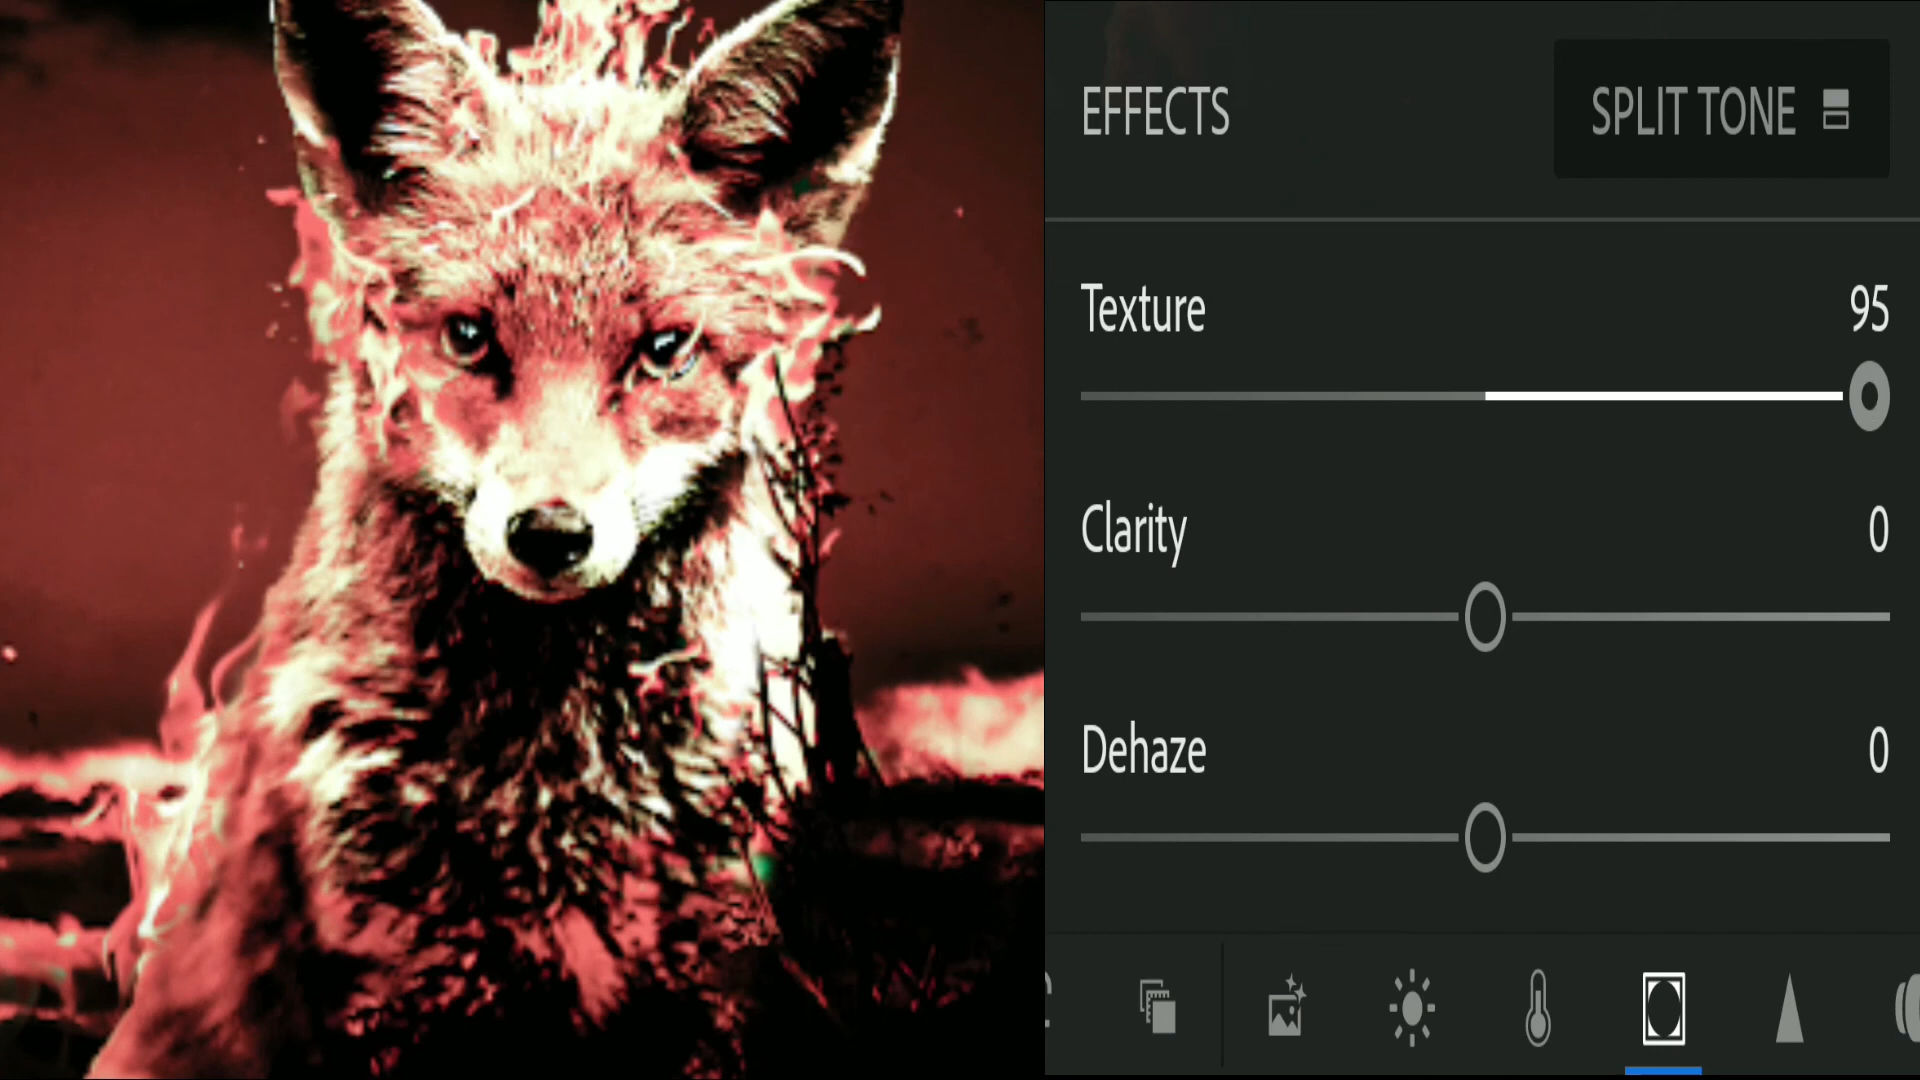 EFFECTS
SPLIT TONE
Texture 95
Clarity 0
Dehaze 0